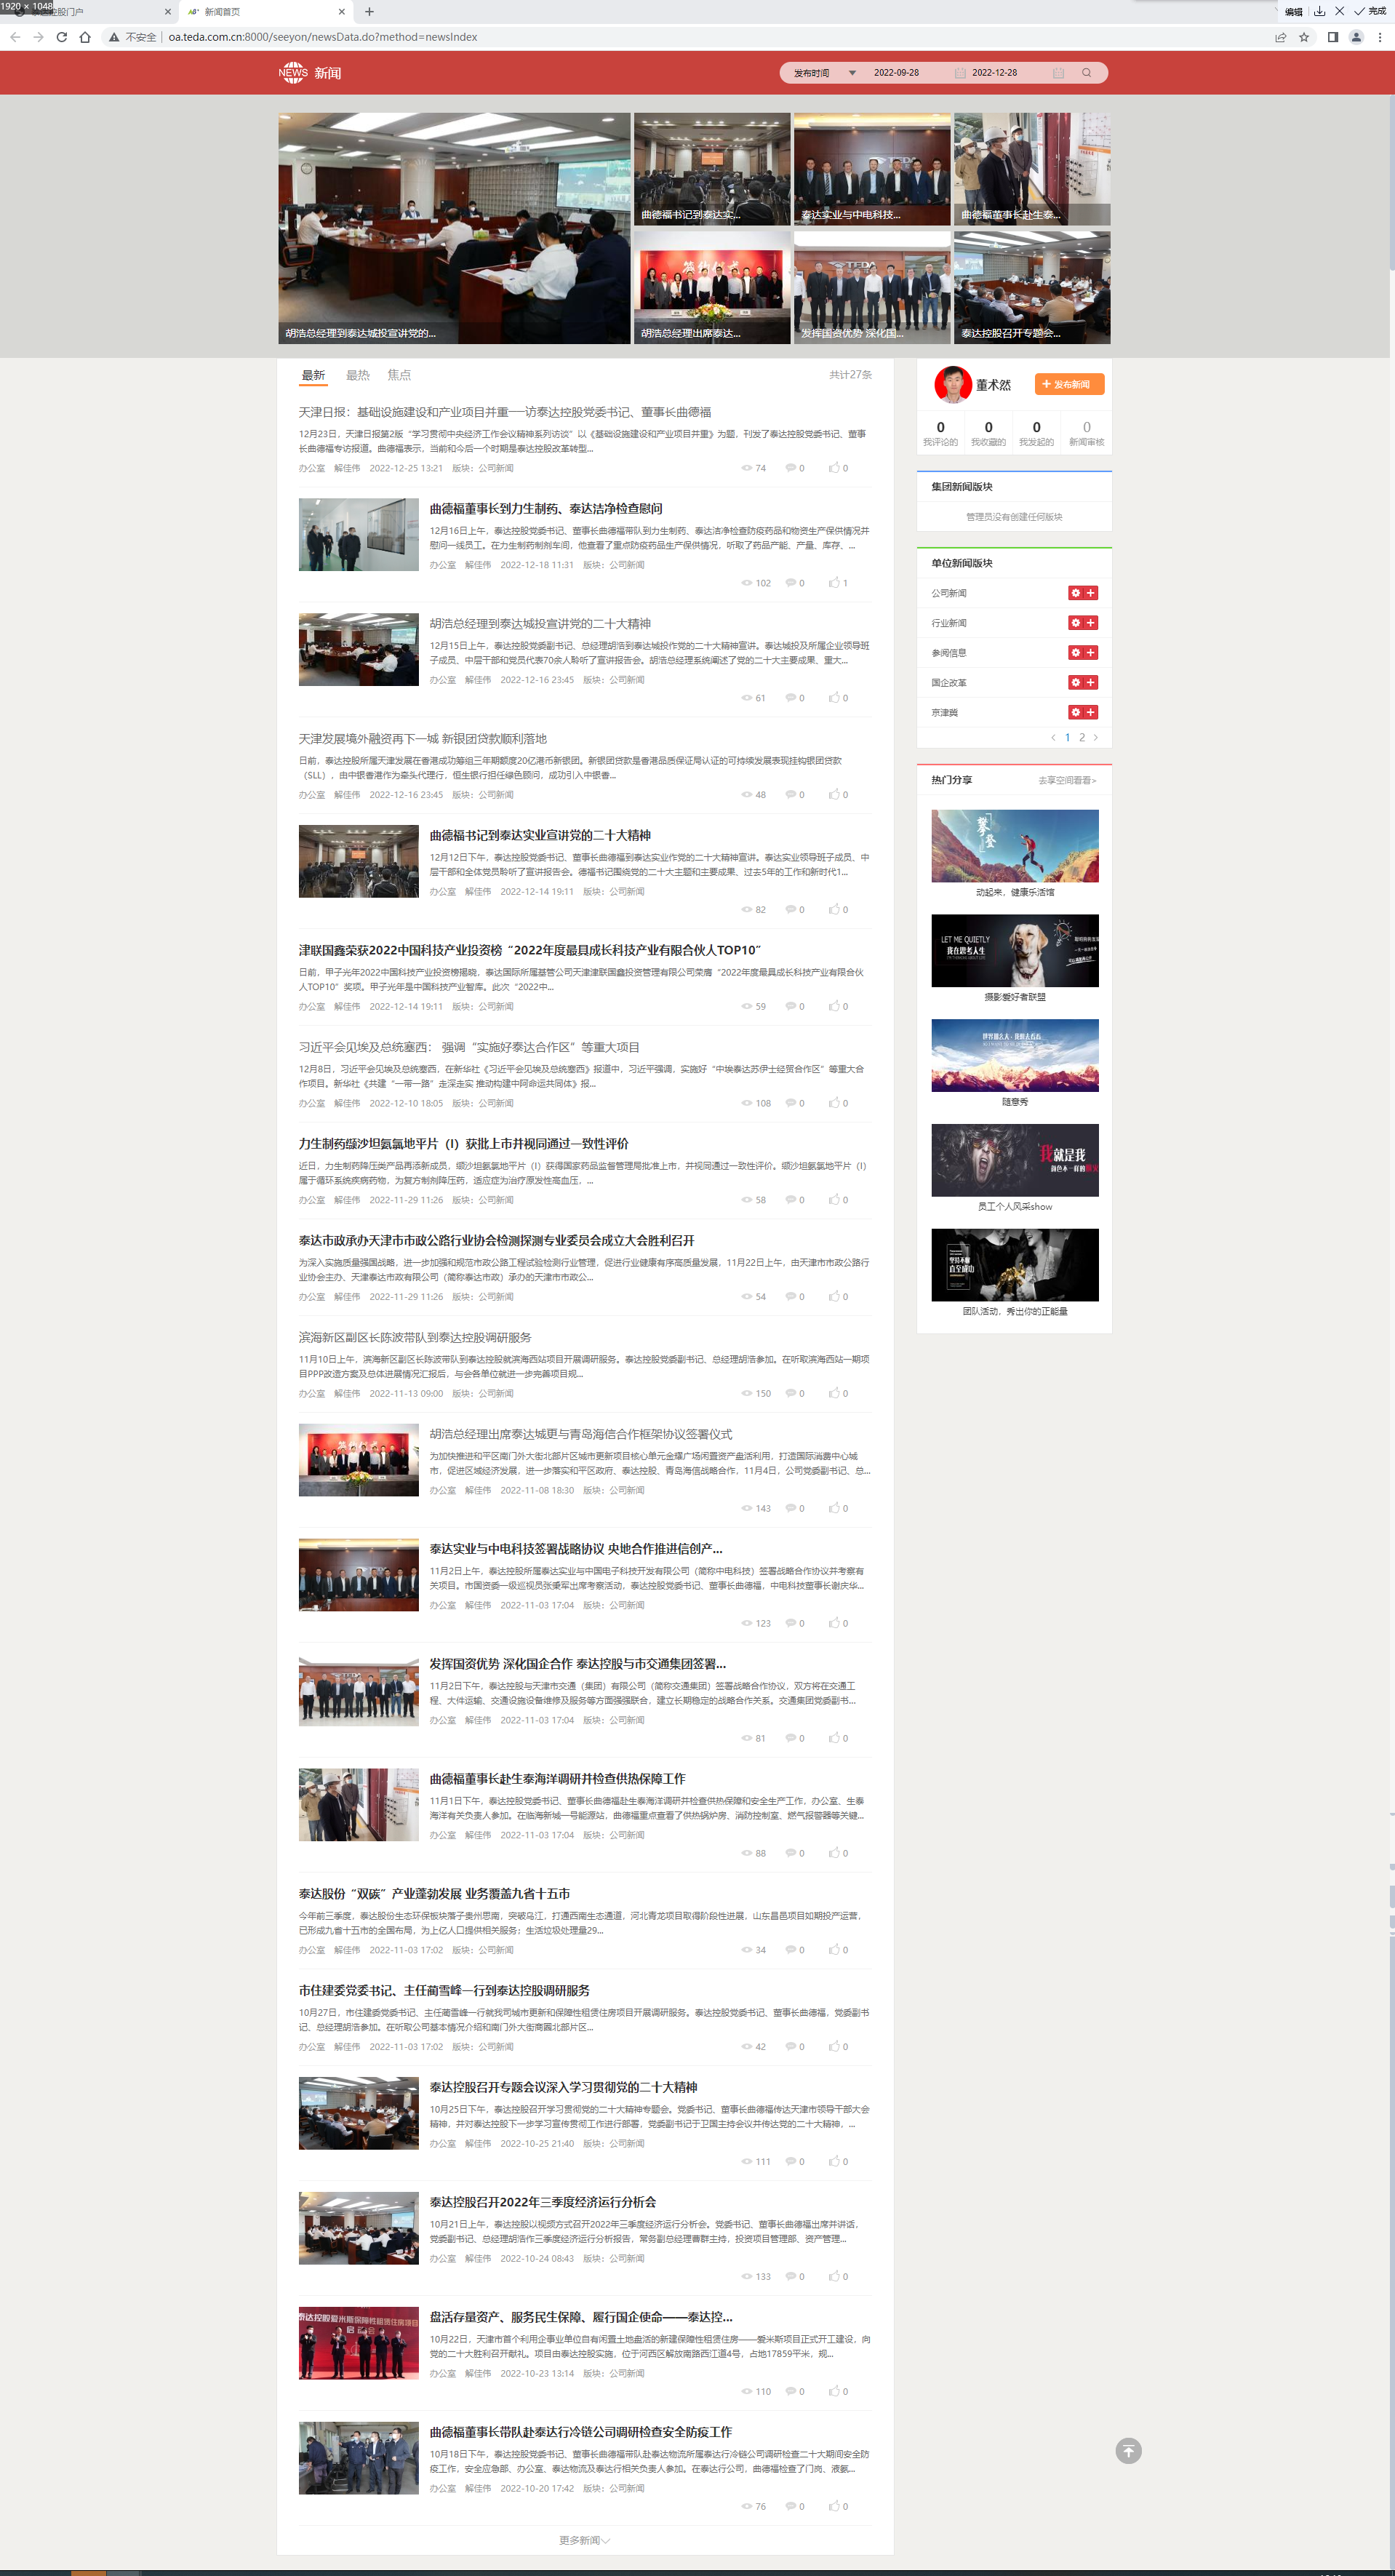 1920 × 1048
泰达控股门户
新闻首页
编辑
完成
不安全
oa.teda.com.cn:8000/seeyon/newsData.do?method=newsIndex
NEWS 新闻
发布时间 2022-09-28 2022-12-28
曲德福书记到泰达实...
泰达实业与中电科技...
曲德福董事长赴生泰...
胡浩总经理到泰达城投宣讲党的...
胡浩总经理出席泰达...
发挥国资优势 深化国...
泰达控股召开专题会...
最新 最热 焦点 共计27条
天津日报：基础设施建设和产业项目并重——访泰达控股党委书记、董事长曲德福
12月23日，天津日报第2版“学习贯彻中央经济工作会议精神系列访谈”以《基础设施建设和产业项目并重》为题，刊发了泰达控股党委书记、董事
长曲德福专访报道。曲德福表示，当前和今后一个时期是泰达控股改革转型...
办公室 解佳伟 2022-12-25 13:21 版块：公司新闻 74 0 0
曲德福董事长到力生制药、泰达洁净检查慰问
12月16日上午，泰达控股党委书记、董事长曲德福带队到力生制药、泰达洁净检查防疫药品和物资生产保供情况并
慰问一线员工。在力生制药制剂车间，他查看了重点防疫药品生产保供情况，听取了药品产能、产量、库存、...
办公室 解佳伟 2022-12-18 11:31 版块：公司新闻
102 0 1
胡浩总经理到泰达城投宣讲党的二十大精神
12月15日上午，泰达控股党委副书记、总经理胡浩到泰达城投作党的二十大精神宣讲。泰达城投及所属企业领导班
子成员、中层干部和党员代表70余人聆听了宣讲报告会。胡浩总经理系统阐述了党的二十大主要成果、重大...
办公室 解佳伟 2022-12-16 23:45 版块：公司新闻
61 0 0
天津发展境外融资再下一城 新银团贷款顺利落地
日前，泰达控股所属天津发展在香港成功筹组三年期额度20亿港币新银团。新银团贷款是香港品质保证局认证的可持续发展表现挂钩银团贷款
（SLL），由中银香港作为牵头代理行，恒生银行担任绿色顾问，成功引入中银香...
办公室 解佳伟 2022-12-16 23:45 版块：公司新闻 48 0 0
曲德福书记到泰达实业宣讲党的二十大精神
12月12日下午，泰达控股党委书记、董事长曲德福到泰达实业作党的二十大精神宣讲。泰达实业领导班子成员、中
层干部和全体党员聆听了宣讲报告会。德福书记围绕党的二十大主题和主要成果、过去5年的工作和新时代1...
办公室 解佳伟 2022-12-14 19:11 版块：公司新闻
82 0 0
津联国鑫荣获2022中国科技产业投资榜“2022年度最具成长科技产业有限合伙人TOP10”
日前，甲子光年2022中国科技产业投资榜揭晓，泰达国际所属基管公司天津津联国鑫投资管理有限公司荣膺“2022年度最具成长科技产业有限合伙
人TOP10”奖项。甲子光年是中国科技产业智库。此次“2022中...
办公室 解佳伟 2022-12-14 19:11 版块：公司新闻 59 0 0
习近平会见埃及总统塞西： 强调“实施好泰达合作区”等重大项目
12月8日，习近平会见埃及总统塞西，在新华社《习近平会见埃及总统塞西》报道中，习近平强调，实施好“中埃泰达苏伊士经贸合作区”等重大合
作项目。新华社《共建“一带一路”走深走实 推动构建中阿命运共同体》报...
办公室 解佳伟 2022-12-10 18:05 版块：公司新闻 108 0 0
力生制药缬沙坦氨氯地平片（I）获批上市并视同通过一致性评价
近日，力生制药降压类产品再添新成员，缬沙坦氨氯地平片（I）获得国家药品监督管理局批准上市，并视同通过一致性评价。缬沙坦氨氯地平片（I）
属于循环系统疾病药物，为复方制剂降压药，适应症为治疗原发性高血压，...
办公室 解佳伟 2022-11-29 11:26 版块：公司新闻 58 0 0
泰达市政承办天津市市政公路行业协会检测探测专业委员会成立大会胜利召开
为深入实施质量强国战略，进一步加强和规范市政公路工程试验检测行业管理，促进行业健康有序高质量发展，11月22日上午，由天津市市政公路行
业协会主办、天津泰达市政有限公司（简称泰达市政）承办的天津市市政公...
办公室 解佳伟 2022-11-29 11:26 版块：公司新闻 54 0 0
滨海新区副区长陈波带队到泰达控股调研服务
11月10日上午，滨海新区副区长陈波带队到泰达控股就滨海西站项目开展调研服务。泰达控股党委副书记、总经理胡浩参加。在听取滨海西站一期项
目PPP改造方案及总体进展情况汇报后，与会各单位就进一步完善项目规...
办公室 解佳伟 2022-11-13 09:00 版块：公司新闻 150 0 0
胡浩总经理出席泰达城更与青岛海信合作框架协议签署仪式
为加快推进和平区南门外大街北部片区城市更新项目核心单元金耀广场闲置资产盘活利用，打造国际消费中心城
市，促进区域经济发展，进一步落实和平区政府、泰达控股、青岛海信战略合作，11月4日，公司党委副书记、总...
办公室 解佳伟 2022-11-08 18:30 版块：公司新闻
143 0 0
泰达实业与中电科技签署战略协议 央地合作推进信创产...
11月2日上午，泰达控股所属泰达实业与中国电子科技开发有限公司（简称中电科技）签署战略合作协议并考察有
关项目。市国资委一级巡视员张秉军出席考察活动，泰达控股党委书记、董事长曲德福，中电科技董事长谢庆华...
办公室 解佳伟 2022-11-03 17:04 版块：公司新闻
123 0 0
发挥国资优势 深化国企合作 泰达控股与市交通集团签署...
11月2日下午，泰达控股与天津市交通（集团）有限公司（简称交通集团）签署战略合作协议，双方将在交通工
程、大件运输、交通设施设备维修及服务等方面强强联合，建立长期稳定的战略合作关系。交通集团党委副书...
办公室 解佳伟 2022-11-03 17:04 版块：公司新闻
81 0 0
曲德福董事长赴生泰海洋调研并检查供热保障工作
11月1日下午，泰达控股党委书记、董事长曲德福赴生泰海洋调研并检查供热保障和安全生产工作，办公室、生泰
海洋有关负责人参加。在临海新城一号能源站，曲德福重点查看了供热锅炉房、消防控制室、燃气报警器等关键...
办公室 解佳伟 2022-11-03 17:04 版块：公司新闻
88 0 0
泰达股份“双碳”产业蓬勃发展 业务覆盖九省十五市
今年前三季度，泰达股份生态环保板块落子贵州思南，突破乌江，打通西南生态通道，河北青龙项目取得阶段性进展，山东昌邑项目如期投产运营，
已形成九省十五市的全国布局，为上亿人口提供相关服务；生活垃圾处理量29...
办公室 解佳伟 2022-11-03 17:02 版块：公司新闻 34 0 0
市住建委党委书记、主任蔺雪峰一行到泰达控股调研服务
10月27日，市住建委党委书记、主任蔺雪峰一行就我司城市更新和保障性租赁住房项目开展调研服务。泰达控股党委书记、董事长曲德福，党委副书
记、总经理胡浩参加。在听取公司基本情况介绍和南门外大街商圈北部片区...
办公室 解佳伟 2022-11-03 17:02 版块：公司新闻 42 0 0
泰达控股召开专题会议深入学习贯彻党的二十大精神
10月25日下午，泰达控股召开学习贯彻党的二十大精神专题会。党委书记、董事长曲德福传达天津市领导干部大会
精神，并对泰达控股下一步学习宣传贯彻工作进行部署，党委副书记于卫国主持会议并传达党的二十大精神，...
办公室 解佳伟 2022-10-25 21:40 版块：公司新闻
111 0 0
泰达控股召开2022年三季度经济运行分析会
10月21日上午，泰达控股以视频方式召开2022年三季度经济运行分析会。党委书记、董事长曲德福出席并讲话，
党委副书记、总经理胡浩作三季度经济运行分析报告，常务副总经理曹群主持，投资项目管理部、资产管理...
办公室 解佳伟 2022-10-24 08:43 版块：公司新闻
133 0 0
盘活存量资产、服务民生保障、履行国企使命——泰达控...
10月22日，天津市首个利用企事业单位自有闲置土地盘活的新建保障性租赁住房——爱米斯项目正式开工建设，向
党的二十大胜利召开献礼。项目由泰达控股实施，位于河西区解放南路西江道4号，占地17859平米，规...
办公室 解佳伟 2022-10-23 13:14 版块：公司新闻
110 0 0
曲德福董事长带队赴泰达行冷链公司调研检查安全防疫工作
10月18日下午，泰达控股党委书记、董事长曲德福带队赴泰达物流所属泰达行冷链公司调研检查二十大期间安全防
疫工作，安全应急部、办公室、泰达物流及泰达行相关负责人参加。在泰达行公司，曲德福检查了门岗、液氨...
办公室 解佳伟 2022-10-20 17:42 版块：公司新闻
76 0 0
更多新闻
董术然 发布新闻
0 0 0 0
我评论的 我收藏的 我发起的 新闻审核
集团新闻版块
管理员没有创建任何版块
单位新闻版块
公司新闻
行业新闻
参阅信息
国企改革
京津冀
1 2
热门分享 去享空间看看>
攀登
动起来，健康乐活馆
LET ME QUIETLY
我在思考人生
摄影爱好者联盟
世界那么大，我想去看看
随意秀
我就是我
员工个人风采show
坚持不懈
直至成功
团队活动，秀出你的正能量